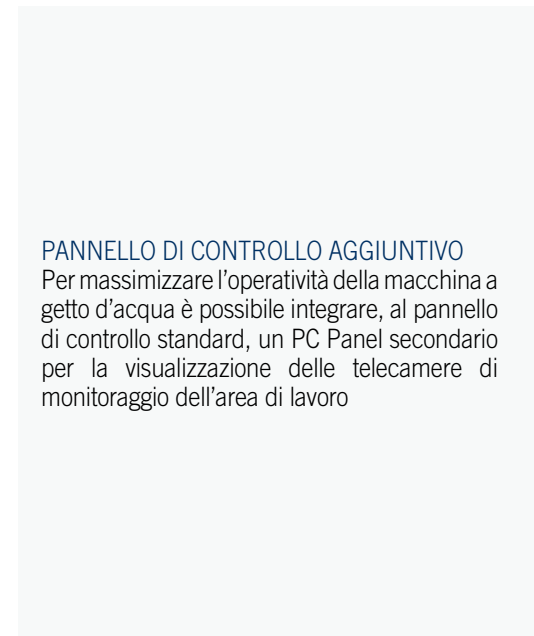 PANNELLO DI CONTROLLO AGGIUNTIVO
Per massimizzare l’operatività della macchina a
getto d’acqua è possibile integrare, al pannello
di controllo standard, un PC Panel secondario
per la visualizzazione delle telecamere di
monitoraggio dell’area di lavoro